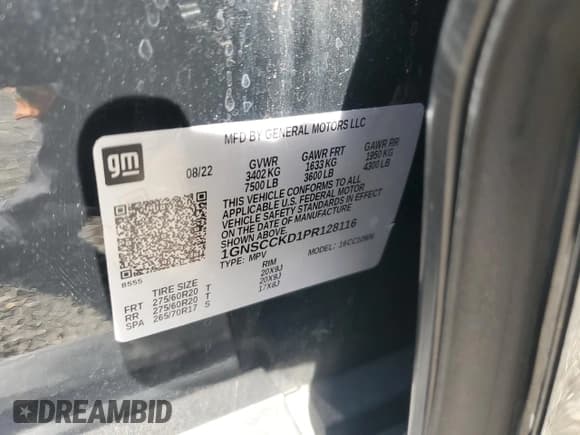 MFD BY GENERAL MOTORS LLC
gm
08/22
GVWR GAWR FRT GAWR RR
3402 KG 1633 KG 1950 KG
7500 LB 3600 LB 4300 LB
THIS VEHICLE CONFORMS TO ALL
APPLICABLE U.S. FEDERAL MOTOR
VEHICLE SAFETY STANDARDS IN EFFECT
ON THE DATE OF MANUFACTURE
SHOWN ABOVE.
1GNSCCKD1PR128116
TYPE: MPV MODEL:
8555
TIRE SIZE RIM
FRT 275/60R20 T 20X9J
RR 275/60R20 T 20X9J
SPA 265/70R17 S 17X8J
DREAMBID